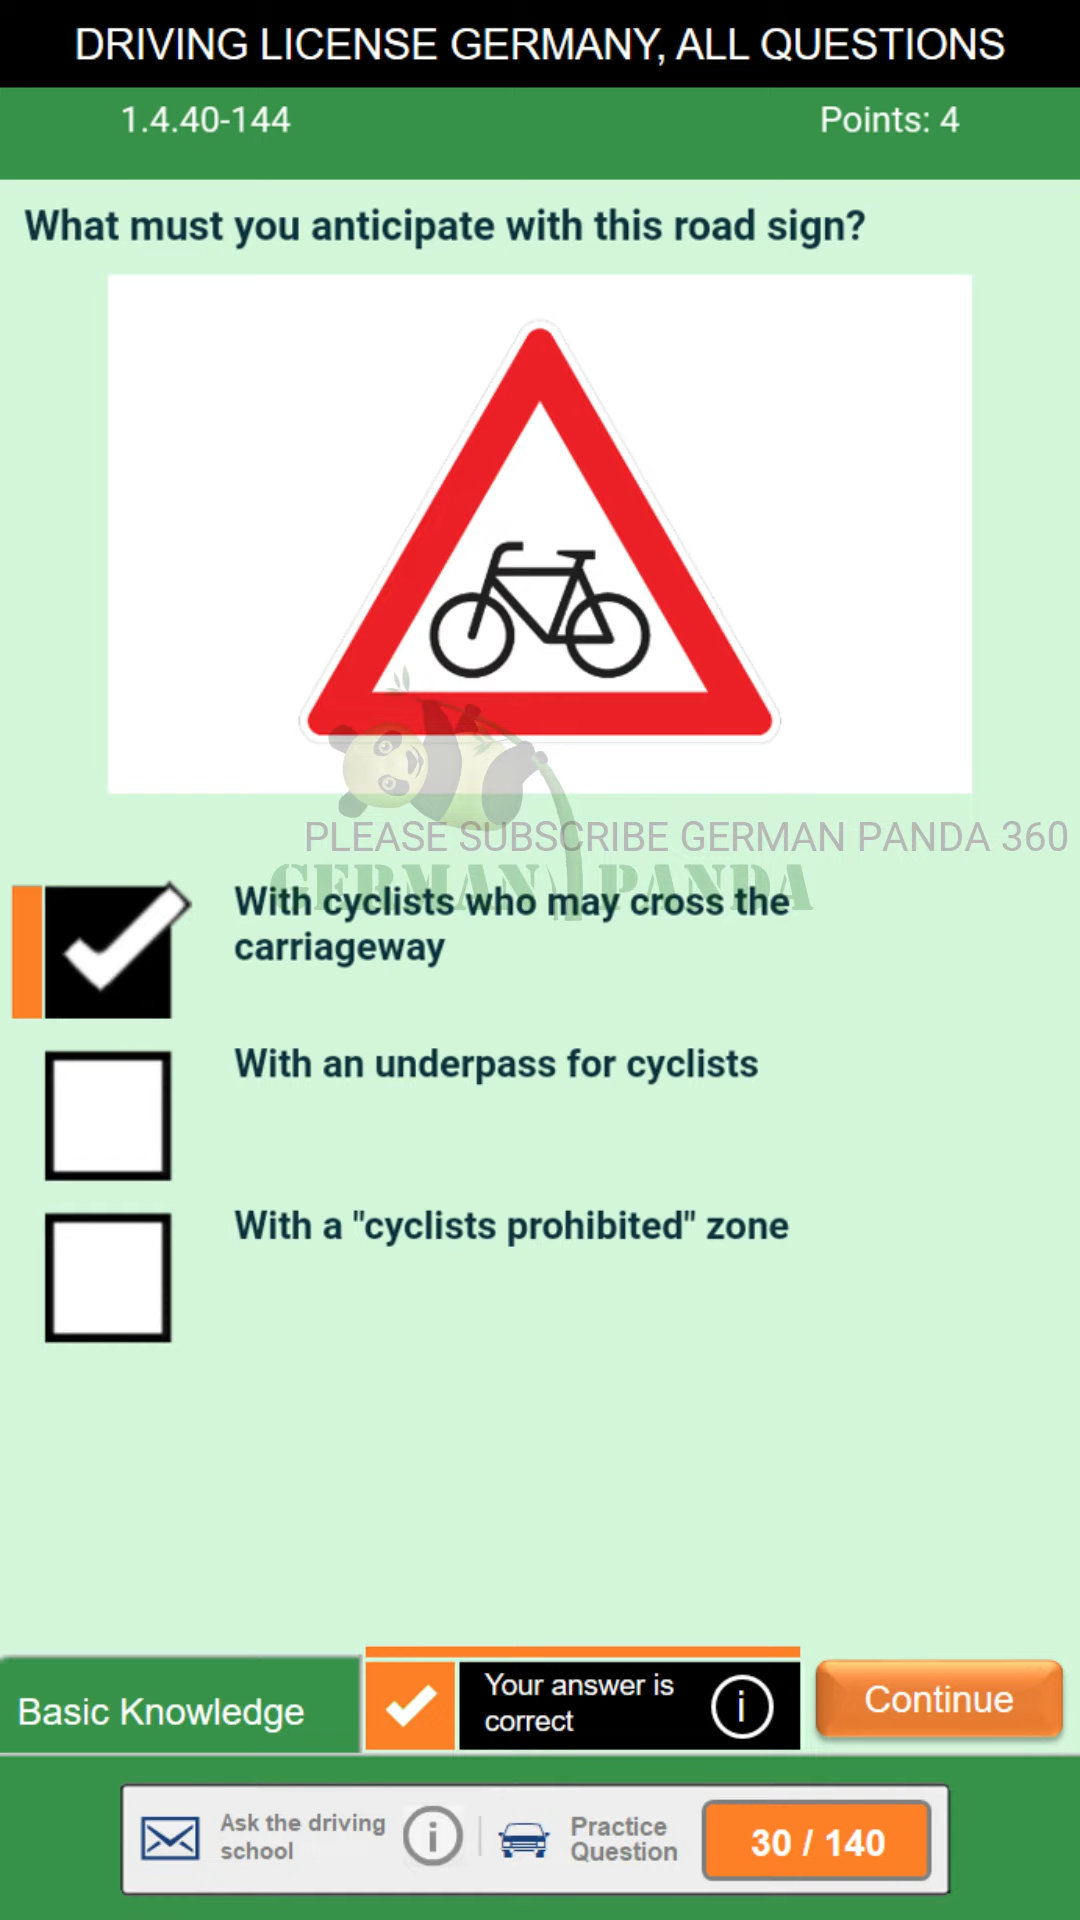 DRIVING LICENSE GERMANY, ALL QUESTIONS
1.4.40-144
Points: 4
What must you anticipate with this road sign?
PLEASE SUBSCRIBE GERMAN PANDA 360
GERMAN PANDA
With cyclists who may cross the
carriageway
With an underpass for cyclists
With a "cyclists prohibited" zone
Basic Knowledge
Your answer is
correct
i
Continue
Ask the driving
school
i
Practice
Question
30 / 140